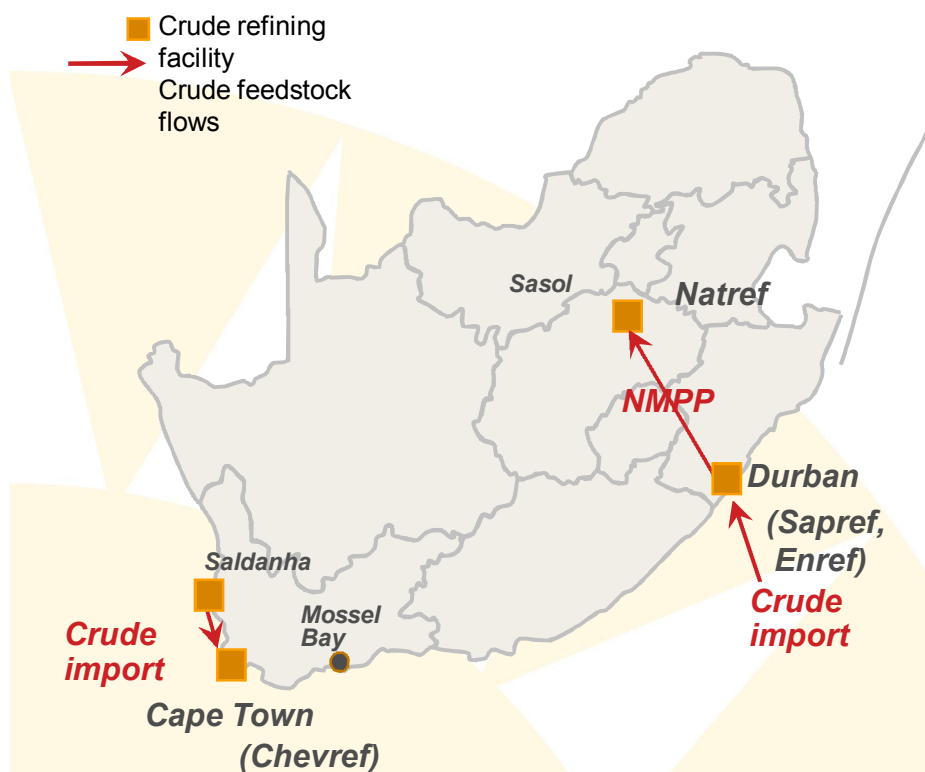 Crude refining
facility
Crude feedstock
flows
Sasol
Natref
NMPP
Durban
(Sapref,
Enref)
Crude
import
Saldanha
Mossel
Bay
Crude
import
Cape Town
(Chevref)